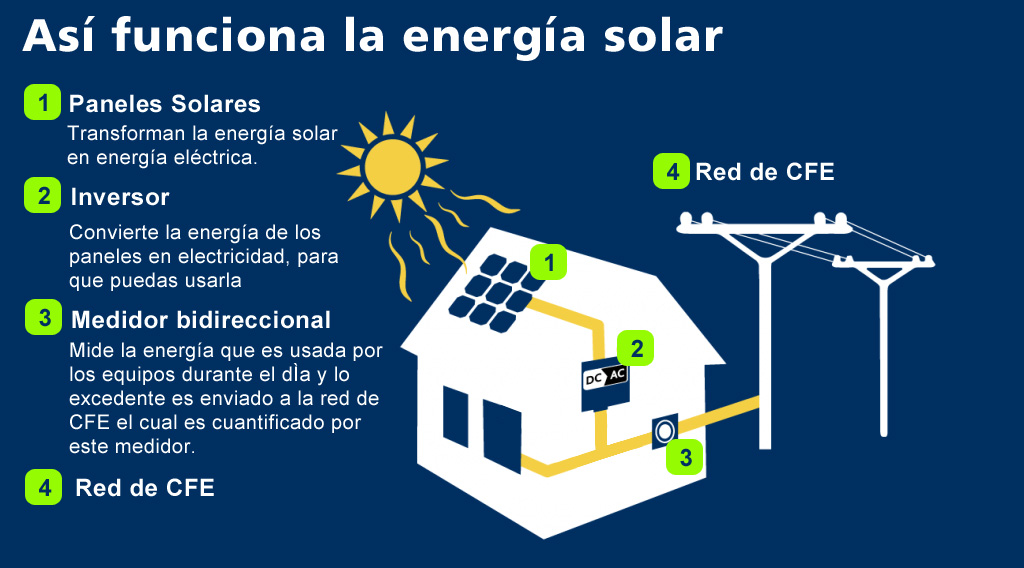 Así funciona la energía solar
1 Paneles Solares
Transforman la energía solar
en energía eléctrica.
2 Inversor
Convierte la energía de los
paneles en electricidad, para
que puedas usarla
3 Medidor bidireccional
Mide la energía que es usada por
los equipos durante el dÌa y lo
excedente es enviado a la red de
CFE el cual es cuantificado por
este medidor.
4 Red de CFE
4 Red de CFE
1
2
DC AC
3